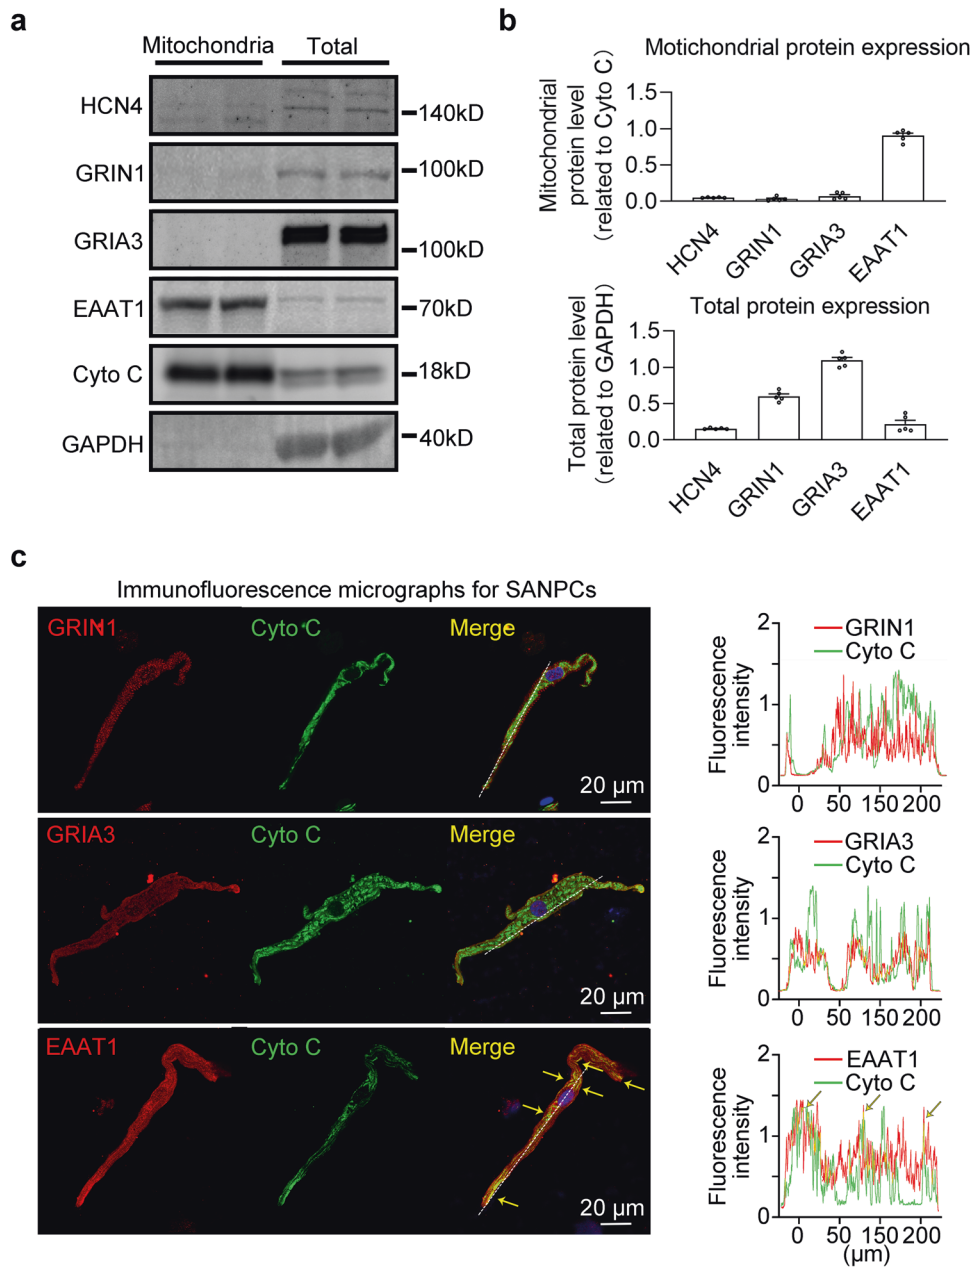 a
Mitochondria Total
HCN4
140kD
GRIN1
100kD
GRIA3
100kD
EAAT1
70kD
Cyto C
18kD
GAPDH
40kD
b
Motichondrial protein expression
Mitochondrial
protein level
(related to Cyto C)
1.5
1.0
1.5
0.0
HCN4
GRIN1
GRIA3
EAAT1
Total protein expression
Total protein level
(related to GAPDH)
1.5
1.0
0.5
0.0
HCN4
GRIN1
GRIA3
EAAT1
c
Immunofluorescence micrographs for SANPCs
GRIN1 Cyto C Merge
20 µm
Fluorescence
intensity
2
1
0
GRIN1
Cyto C
0 50 150 200
GRIA3 Cyto C Merge
20 µm
Fluorescence
intensity
2
1
0
GRIA3
Cyto C
0 50 150 200
EAAT1 Cyto C Merge
20 µm
Fluorescence
intensity
2
1
0
EAAT1
Cyto C
0 50 150 200
(µm)